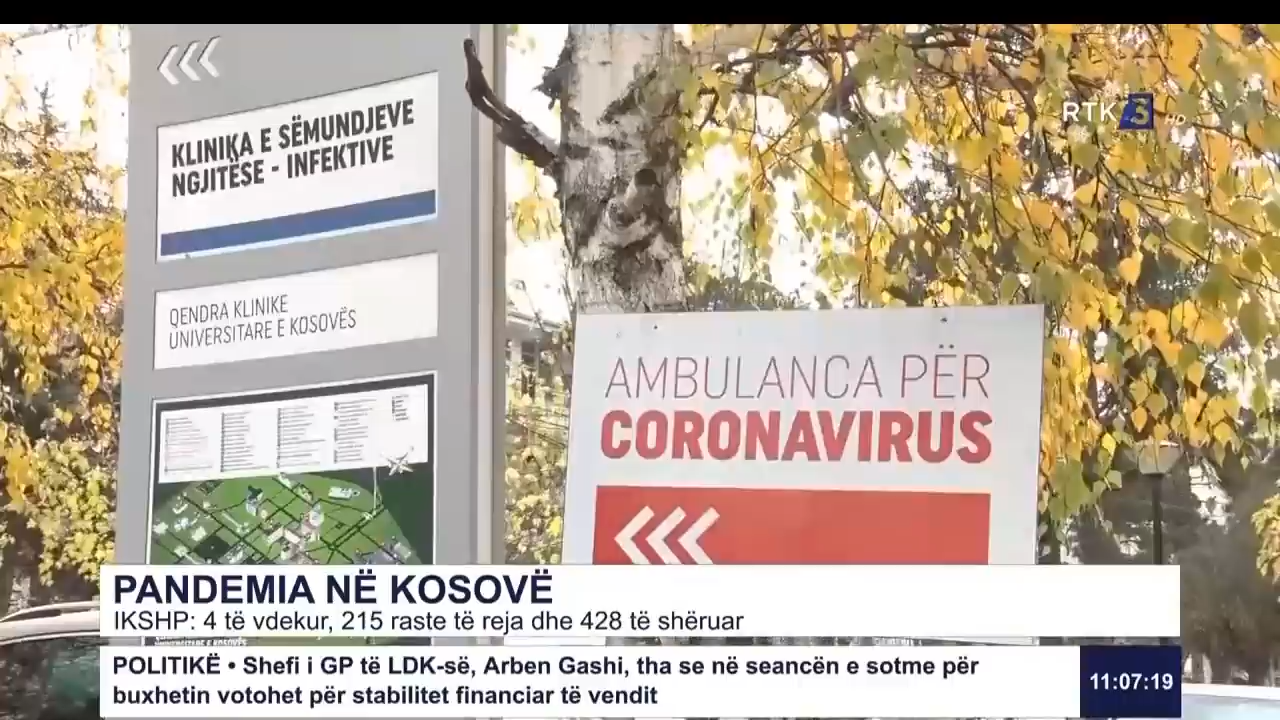 KLINIKA E SËMUNDJEVE
NGJITËSE - INFEKTIVE
QENDRA KLINIKE
UNIVERSITARE E KOSOVËS
RTK 3 HD
AMBULANCA PËR
CORONAVIRUS
PANDEMIA NË KOSOVË
IKSHP: 4 të vdekur, 215 raste të reja dhe 428 të shëruar
POLITIKË • Shefi i GP të LDK-së, Arben Gashi, tha se në seancën e sotme për
buxhetin votohet për stabilitet financiar të vendit
11:07:19